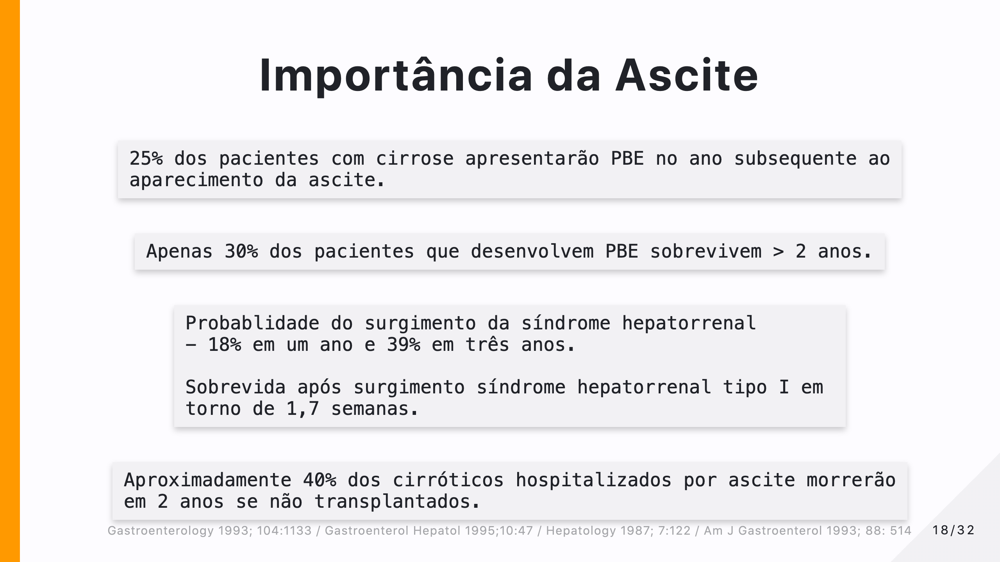 Importância da Ascite
25% dos pacientes com cirrose apresentarão PBE no ano subsequente ao
aparecimento da ascite.
Apenas 30% dos pacientes que desenvolvem PBE sobrevivem > 2 anos.
Probablidade do surgimento da síndrome hepatorrenal
– 18% em um ano e 39% em três anos.
Sobrevida após surgimento síndrome hepatorrenal tipo I em
torno de 1,7 semanas.
Aproximadamente 40% dos cirróticos hospitalizados por ascite morrerão
em 2 anos se não transplantados.
Gastroenterology 1993; 104:1133 / Gastroenterol Hepatol 1995;10:47 / Hepatology 1987; 7:122 / Am J Gastroenterol 1993; 88: 514
18/32